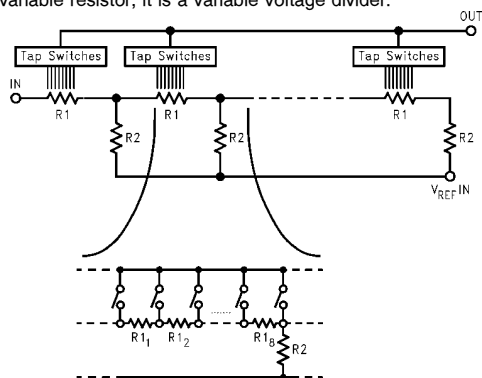 variable resistor, it is a variable voltage divider.
OUT
Tap Switches Tap Switches Tap Switches
IN
R1 R1 R1
R2 R2 R2
V_REF IN
R1₁ R1₂ R1₈
R2